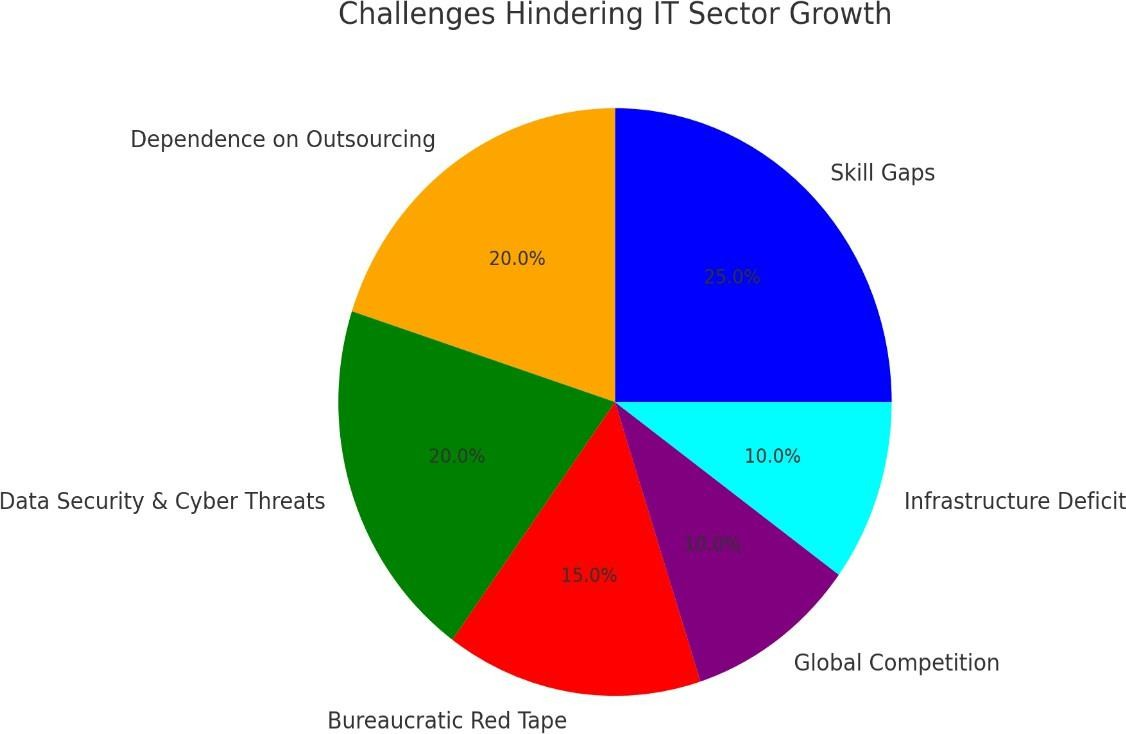 Challenges Hindering IT Sector Growth
Dependence on Outsourcing
Skill Gaps
20.0%
25.0%
20.0%
10.0%
Data Security & Cyber Threats
Infrastructure Deficit
10.0%
15.0%
Global Competition
Bureaucratic Red Tape